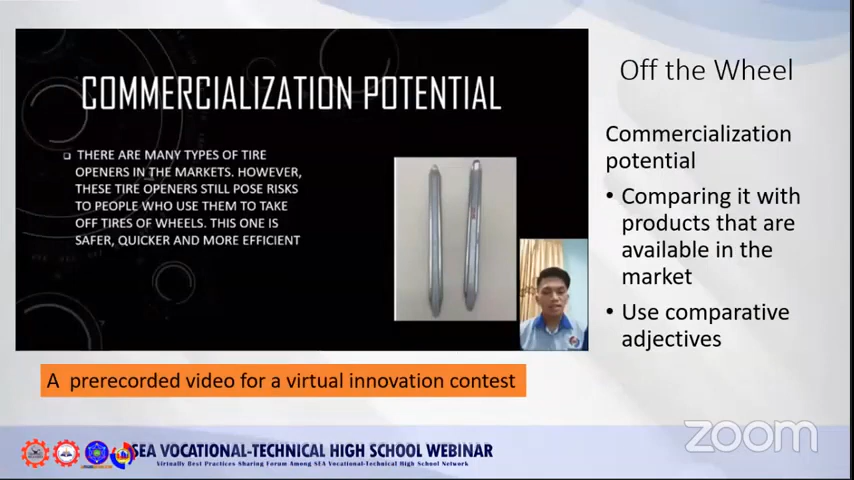 COMMERCIALIZATION POTENTIAL
THERE ARE MANY TYPES OF TIRE
OPENERS IN THE MARKETS. HOWEVER,
THESE TIRE OPENERS STILL POSE RISKS
TO PEOPLE WHO USE THEM TO TAKE
OFF TIRES OF WHEELS. THIS ONE IS
SAFER, QUICKER AND MORE EFFICIENT
Off the Wheel
Commercialization
potential
• Comparing it with
products that are
available in the
market
• Use comparative
adjectives
A prerecorded video for a virtual innovation contest
zoom
SEA VOCATIONAL-TECHNICAL HIGH SCHOOL WEBINAR
Virtually Best Practices Sharing Forum Among SEA Vocational-Technical High School Network